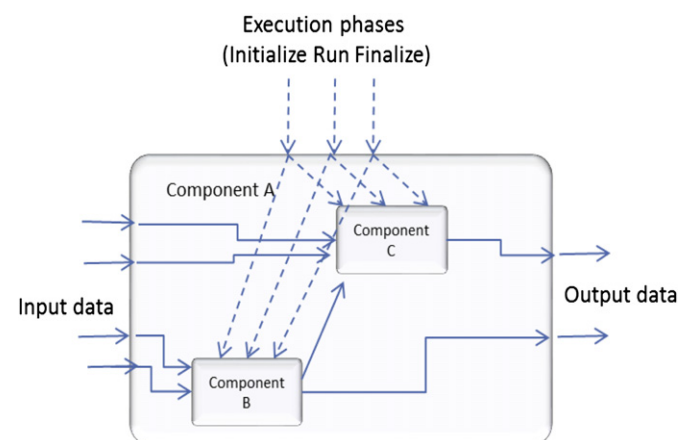 Execution phases
(Initialize Run Finalize)
Component A
Component
C
Input data
Output data
Component
B